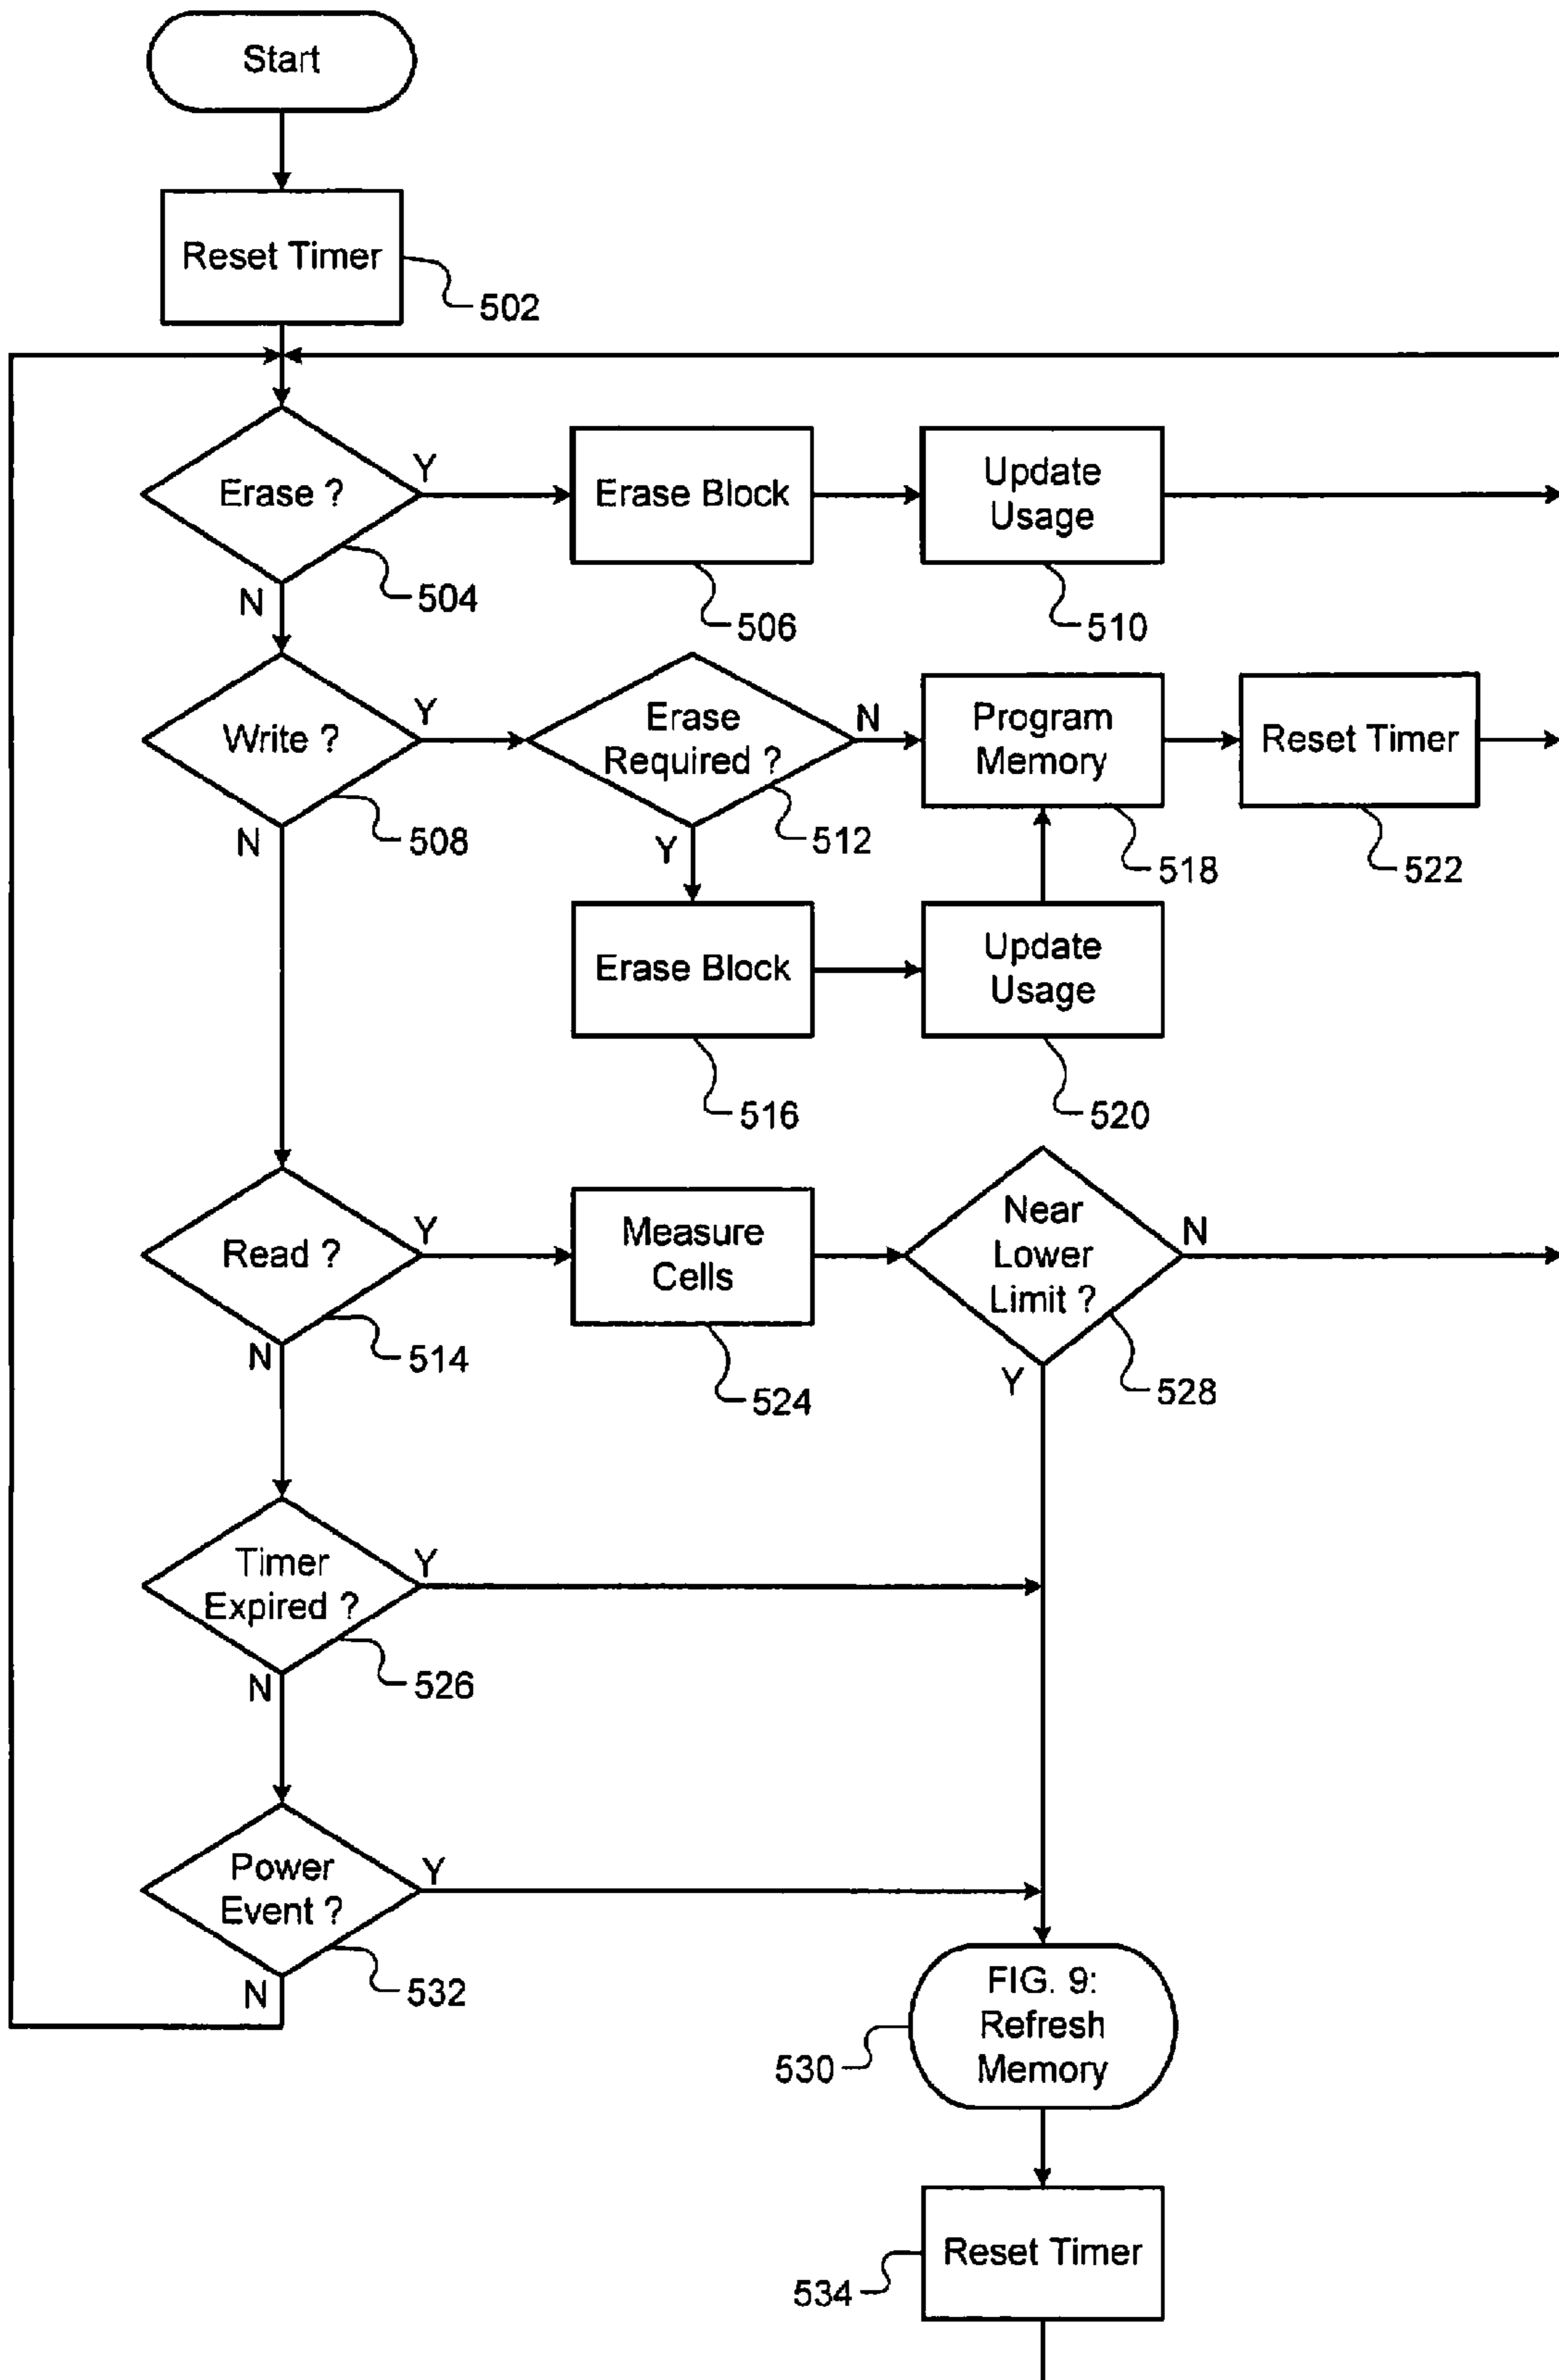 Start
Reset Timer
502
Erase ?
Y
N
504
Erase Block
506
Update
Usage
510
Write ?
Y
N
508
Erase
Required ?
N
Y
512
Program
Memory
518
Reset Timer
522
Erase Block
516
Update
Usage
520
Read ?
Y
N
514
Measure
Cells
524
Near
Lower
Limit ?
N
Y
528
Timer
Expired ?
Y
N
526
Power
Event ?
Y
N
532
FIG. 9:
Refresh
Memory
530
Reset Timer
534